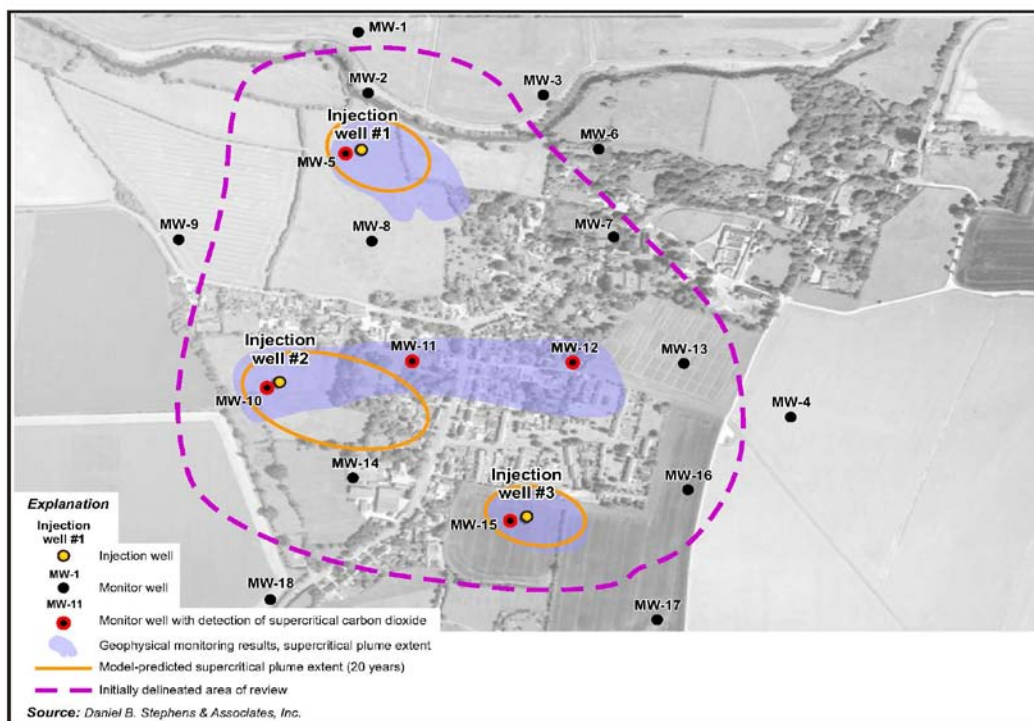 MW-1
MW-2
MW-3
Injection
well #1
MW-5
MW-6
MW-9
MW-8
MW-7
Injection
well #2
MW-11
MW-12
MW-13
MW-10
MW-4
MW-14
Injection
well #3
MW-16
MW-15
MW-18
MW-17
Explanation
Injection
well #1
Injection well
MW-1
Monitor well
MW-11
Monitor well with detection of supercritical carbon dioxide
Geophysical monitoring results, supercritical plume extent
Model-predicted supercritical plume extent (20 years)
Initially delineated area of review
Source: Daniel B. Stephens & Associates, Inc.